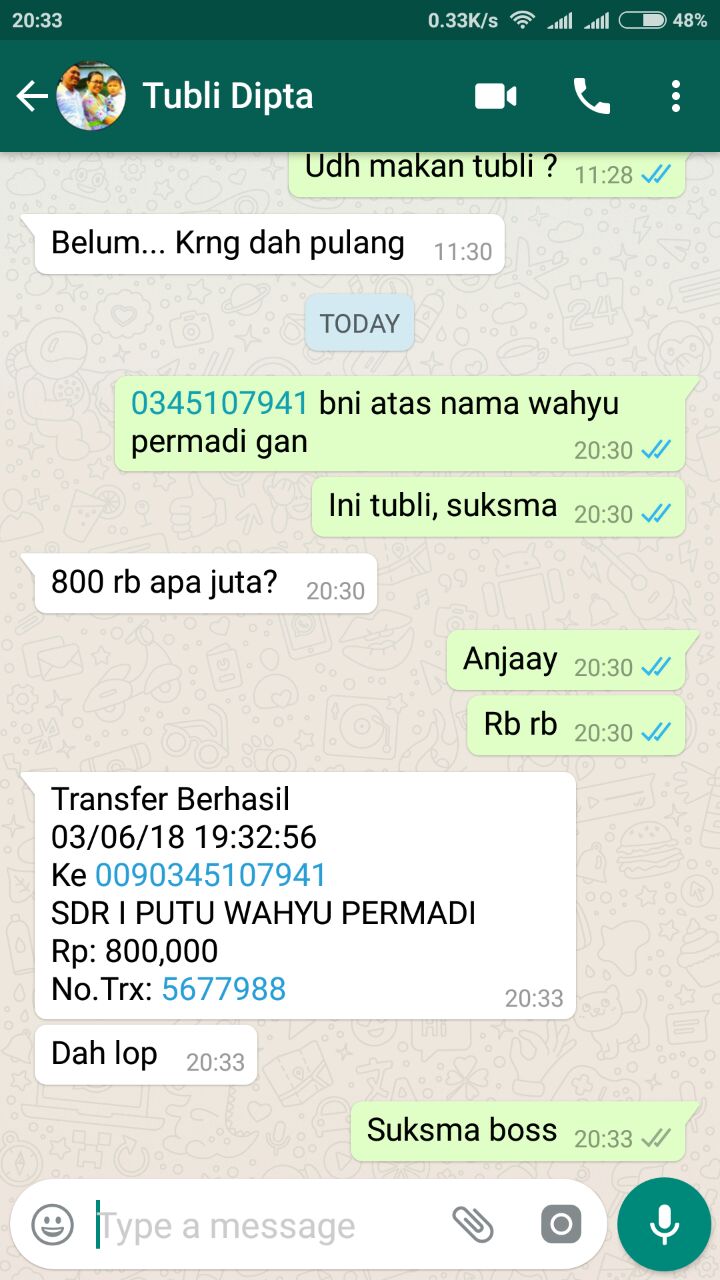 20:33 0.33K/s 48%
Tubli Dipta
Udh makan tubli ? 11:28
Belum... Krng dah pulang 11:30
TODAY
0345107941 bni atas nama wahyu
permadi gan 20:30
Ini tubli, suksma 20:30
800 rb apa juta? 20:30
Anjaay 20:30
Rb rb 20:30
Transfer Berhasil
03/06/18 19:32:56
Ke 0090345107941
SDR I PUTU WAHYU PERMADI
Rp: 800,000
No.Trx: 5677988 20:33
Dah lop 20:33
Suksma boss 20:33
Type a message